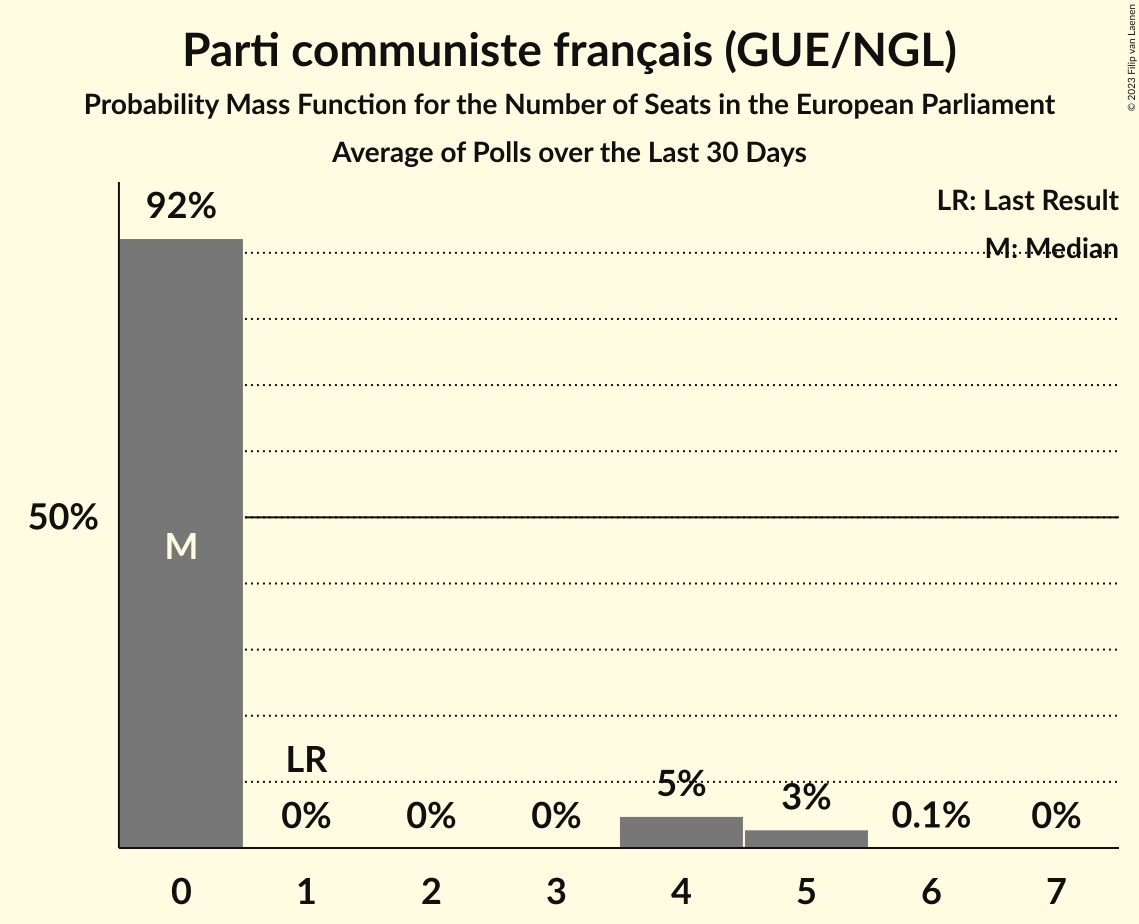 Parti communiste français (GUE/NGL)
Probability Mass Function for the Number of Seats in the European Parliament
Average of Polls over the Last 30 Days
© 2023 Filip van Laenen
LR: Last Result
M: Median
92%
50%
M
LR
0%
0%
0%
5%
3%
0.1%
0%
0 1 2 3 4 5 6 7